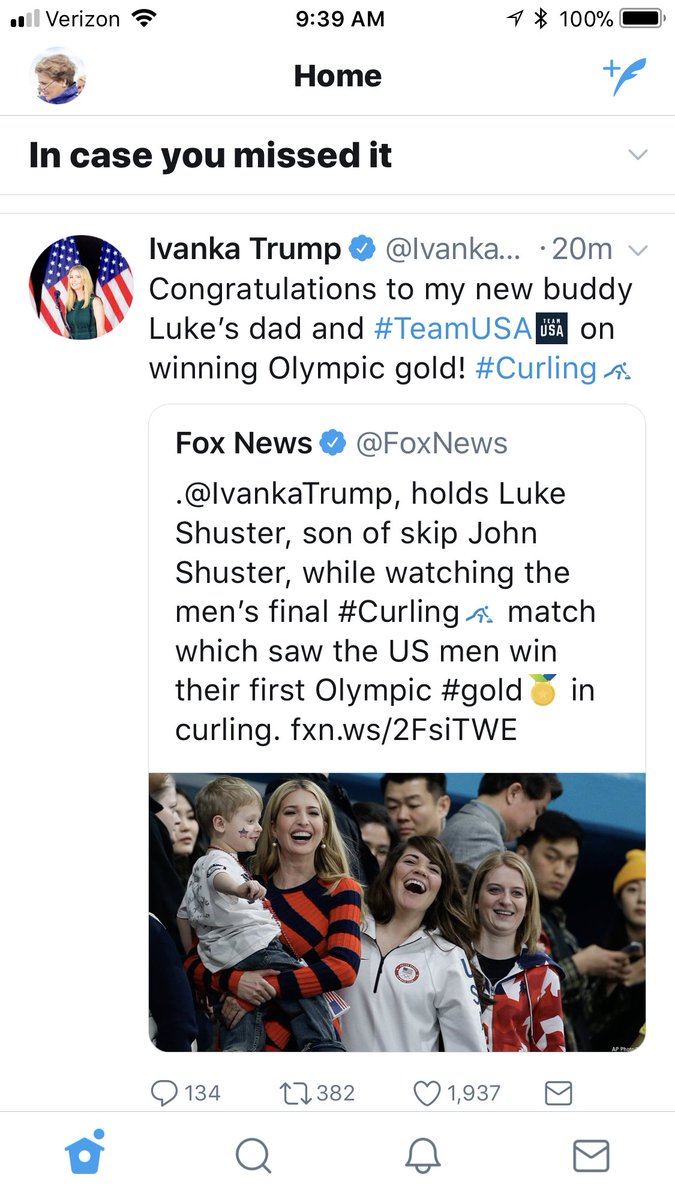 Verizon 9:39 AM 100%
Home
In case you missed it
Ivanka Trump @Ivanka... · 20m
Congratulations to my new buddy
Luke’s dad and #TeamUSA TEAM USA on
winning Olympic gold! #Curling
Fox News @FoxNews
.@IvankaTrump, holds Luke
Shuster, son of skip John
Shuster, while watching the
men’s final #Curling match
which saw the US men win
their first Olympic #gold in
curling. fxn.ws/2FsiTWE
AP Photo
134 382 1,937